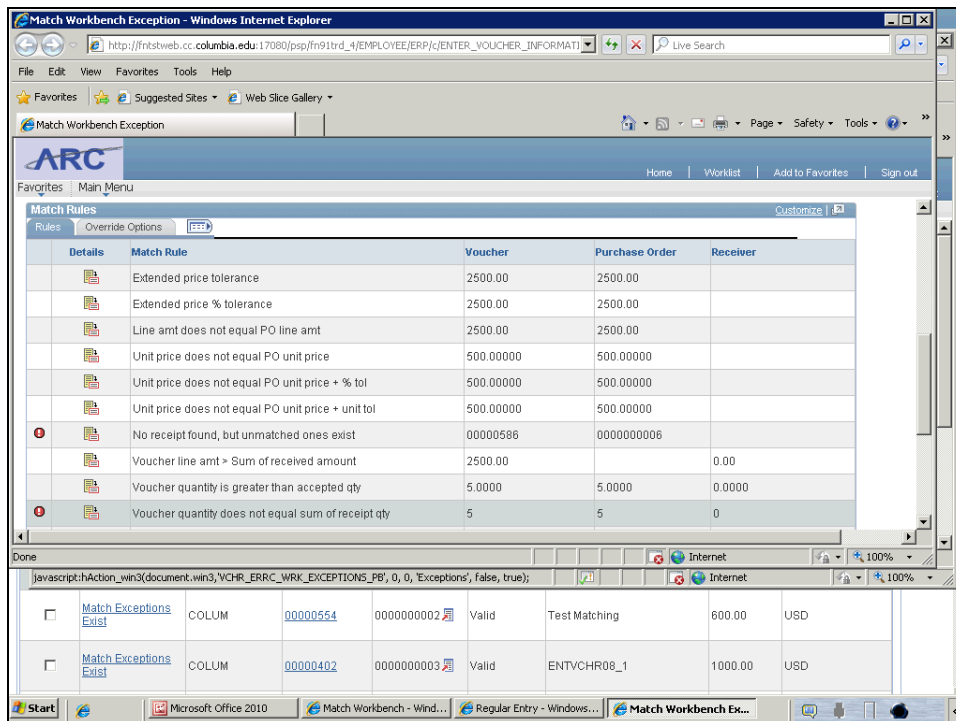 Match Workbench Exception - Windows Internet Explorer
http://fntstweb.cc.columbia.edu:17080/psp/fn91trd_4/EMPLOYEE/ERP/c/ENTER_VOUCHER_INFORMATI Live Search
File Edit View Favorites Tools Help
Favorites Suggested Sites Web Slice Gallery
Match Workbench Exception Page Safety Tools
ARC
Home Worklist Add to Favorites Sign out
Favorites Main Menu
Match Rules Customize
Rules Override Options
Details Match Rule Voucher Purchase Order Receiver
Extended price tolerance 2500.00 2500.00
Extended price % tolerance 2500.00 2500.00
Line amt does not equal PO line amt 2500.00 2500.00
Unit price does not equal PO unit price 500.00000 500.00000
Unit price does not equal PO unit price + % tol 500.00000 500.00000
Unit price does not equal PO unit price + unit tol 500.00000 500.00000
No receipt found, but unmatched ones exist 00000586 0000000006
Voucher line amt > Sum of received amount 2500.00 0.00
Voucher quantity is greater than accepted qty 5.0000 5.0000 0.0000
Voucher quantity does not equal sum of receipt qty 5 5 0
Done Internet 100%
javascript:hAction_win3(document.win3,'VCHR_ERRC_WRK_EXCEPTIONS_PB', 0, 0, 'Exceptions', false, true); Internet 100%
Match Exceptions Exist COLUM 00000554 0000000002 Valid Test Matching 600.00 USD
Match Exceptions Exist COLUM 00000402 0000000003 Valid ENTVCHR08_1 1000.00 USD
Start Microsoft Office 2010 Match Workbench - Wind... Regular Entry - Windows... Match Workbench Ex...